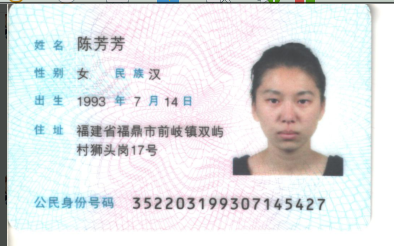 姓名 陈芳芳
性别 女 民族 汉
出生 1993 年 7 月 14 日
住址 福建省福鼎市前岐镇双屿
村狮头岗17号
公民身份号码 352203199307145427